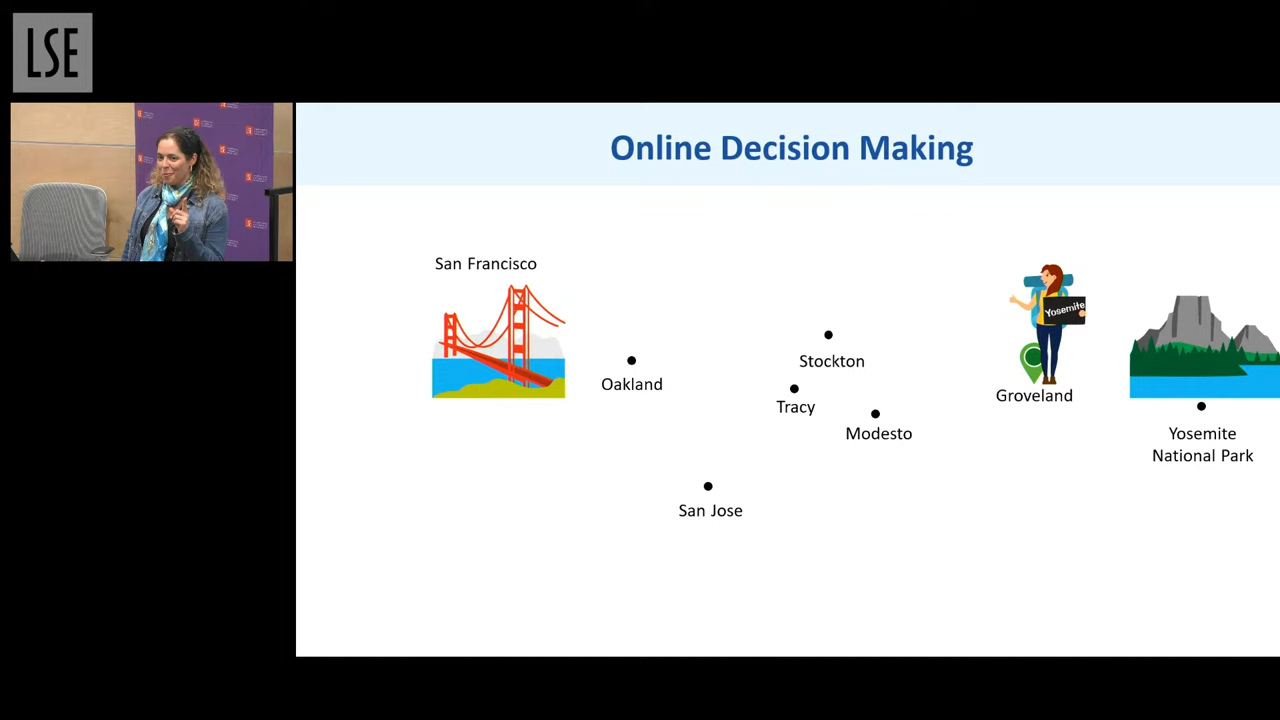 LSE
Online Decision Making
San Francisco
Yosemite
Stockton
Oakland
Groveland
Tracy
Modesto
Yosemite
National Park
San Jose